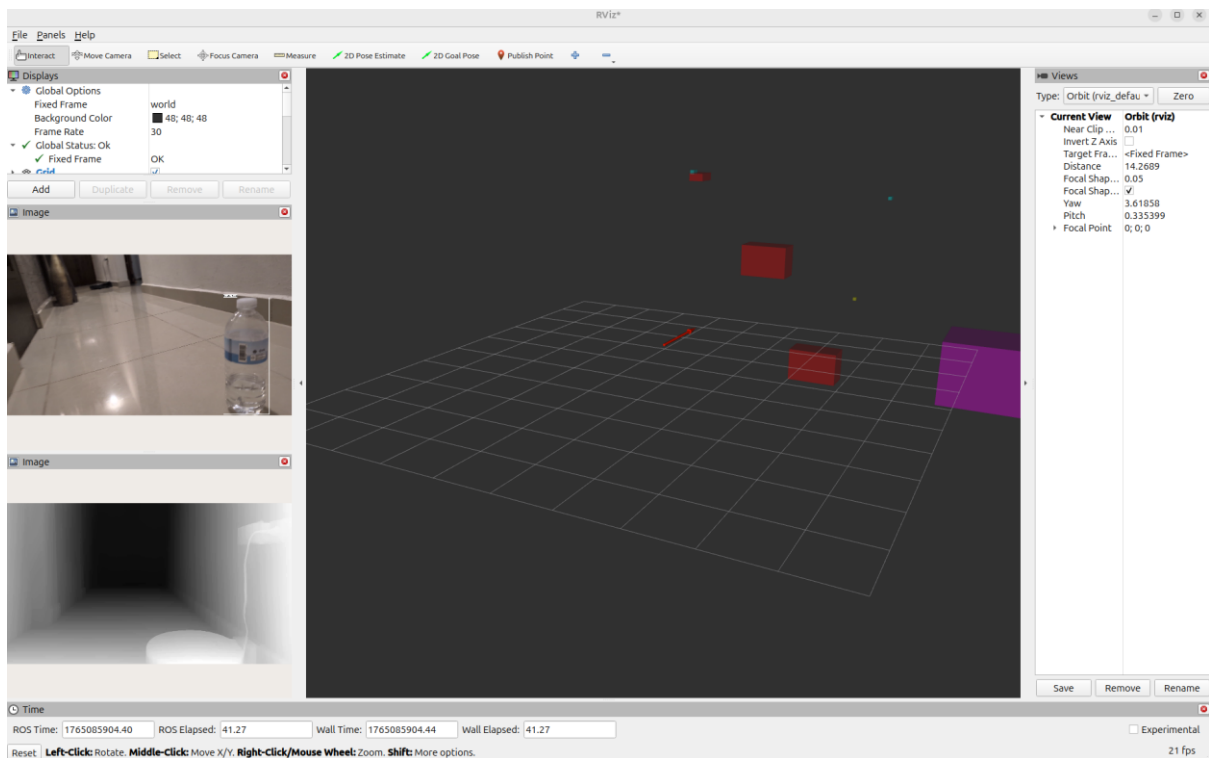 RViz*
File Panels Help
Interact Move Camera Select Focus Camera Measure 2D Pose Estimate 2D Goal Pose Publish Point
Displays
Global Options
Fixed Frame world
Background Color 48; 48; 48
Frame Rate 30
Global Status: Ok
Fixed Frame OK
Grid
Add Duplicate Remove Rename
Image
Image
Views
Type: Orbit (rviz_defau Zero
Current View Orbit (rviz)
Near Clip ... 0.01
Invert Z Axis
Target Fra... <Fixed Frame>
Distance 14.2689
Focal Shap... 0.05
Focal Shap...
Yaw 3.61858
Pitch 0.335399
Focal Point 0; 0; 0
Save Remove Rename
Time
ROS Time: 1765085904.40 ROS Elapsed: 41.27 Wall Time: 1765085904.44 Wall Elapsed: 41.27 Experimental
Reset Left-Click: Rotate. Middle-Click: Move X/Y. Right-Click/Mouse Wheel: Zoom. Shift: More options. 21 fps